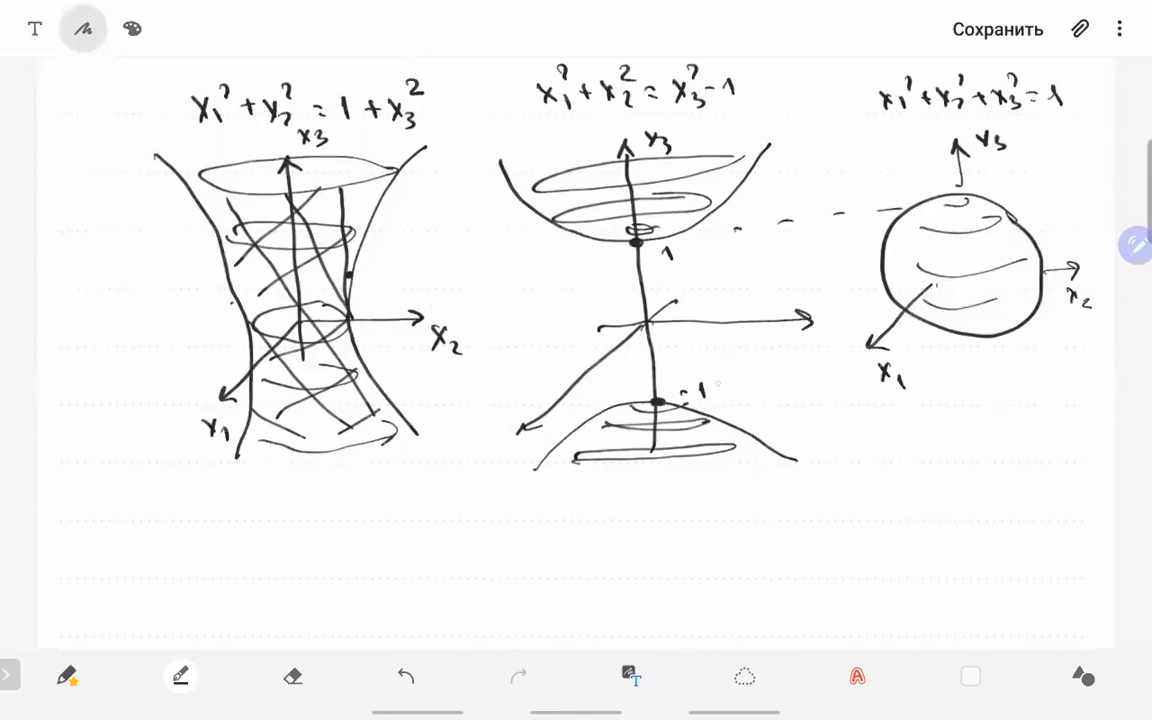 T Сохранить
x₁² + x₂² = 1 + x₃²
x₁² + x₂² = x₃² - 1
x₁² + x₂² + x₃² = 1
x₃
x₂
x₁
x₃
1
-1
x₃
x₂
x₁
T
A